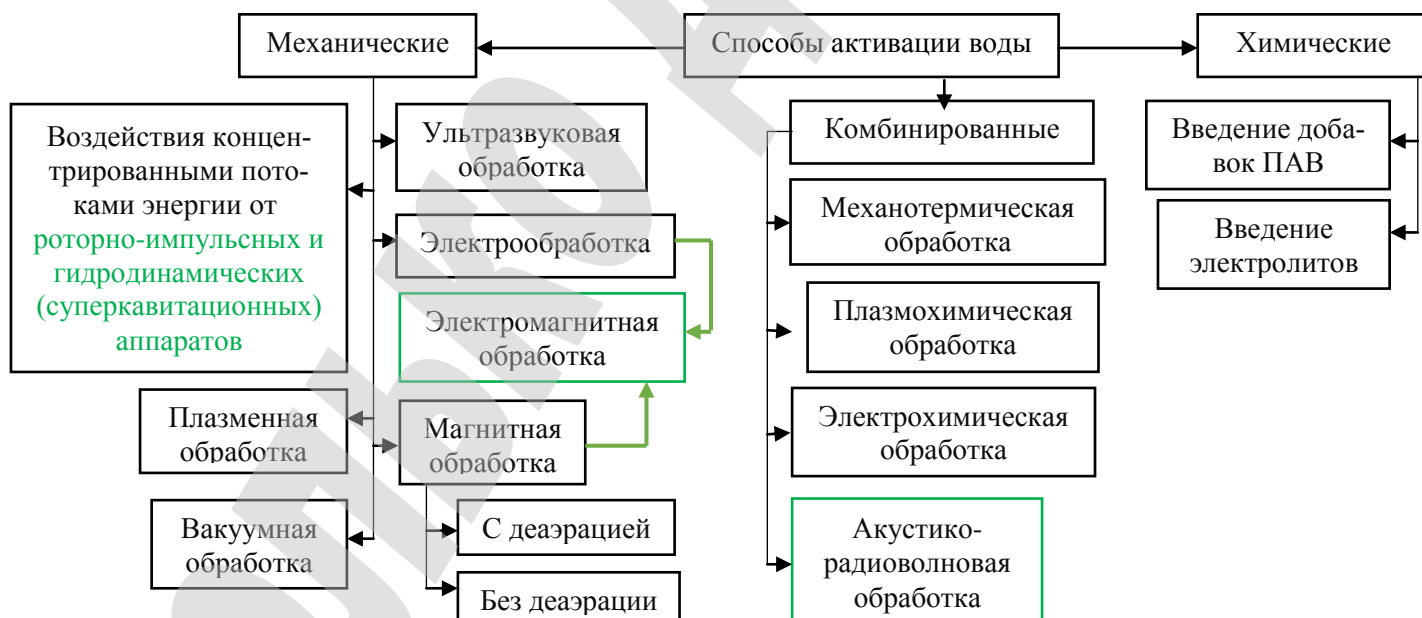 Механические
Способы активации воды
Химические
Воздействия концен-
трированными пото-
ками энергии от
роторно-импульсных и
гидродинамических
(суперкавитационных)
аппаратов
Ультразвуковая
обработка
Электрообработка
Электромагнитная
обработка
Плазменная
обработка
Магнитная
обработка
Вакуумная
обработка
С деаэрацией
Без деаэрации
Комбинированные
Механотермическая
обработка
Плазмохимическая
обработка
Электрохимическая
обработка
Акустико-
радиоволновая
обработка
Введение доба-
вок ПАВ
Введение
электролитов